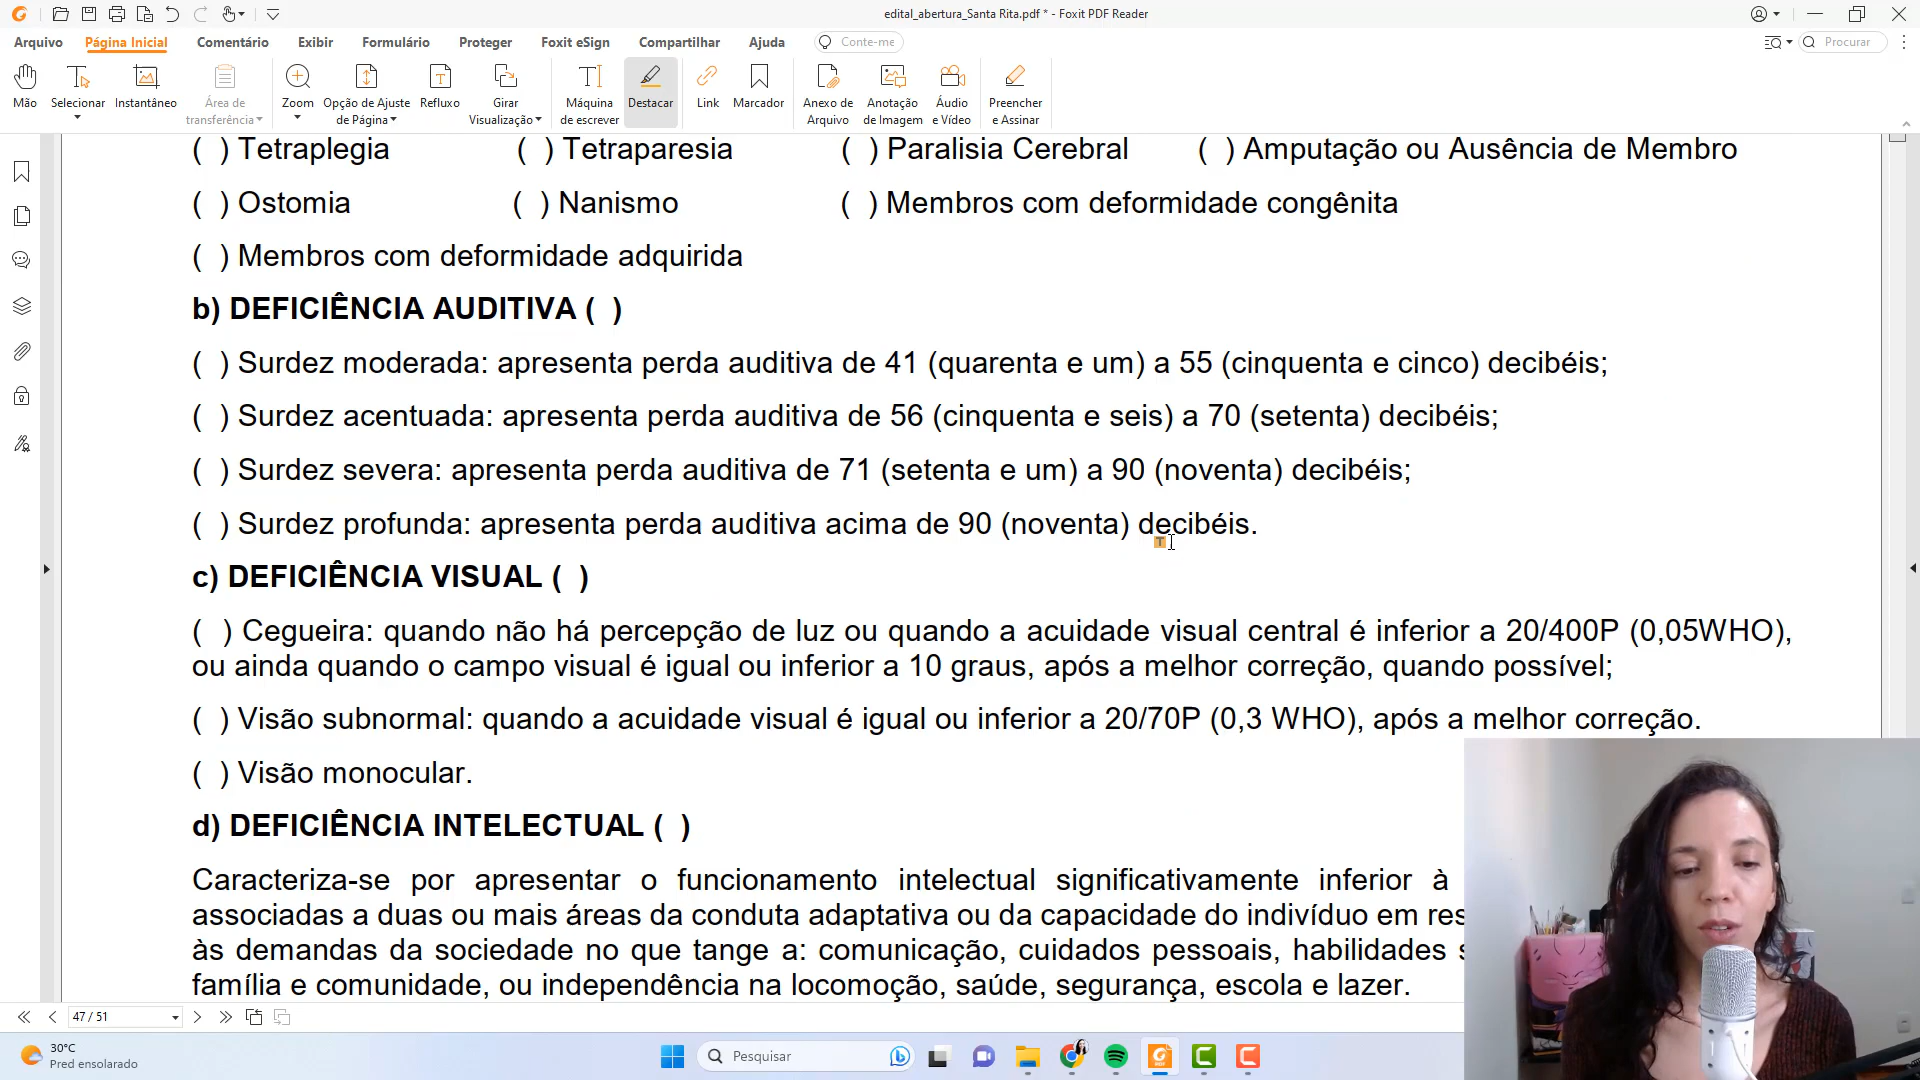 edital_abertura_Santa Rita.pdf * - Foxit PDF Reader
Arquivo Página Inicial Comentário Exibir Formulário Proteger Foxit eSign Compartilhar Ajuda Conte-me Procurar
Mão Selecionar Instantâneo Área de transferência Zoom Opção de Ajuste de Página Refluxo Girar Visualização Máquina de escrever Destacar Link Marcador Anexo de Arquivo Anotação de Imagem Áudio e Vídeo Preencher e Assinar
( ) Tetraplegia ( ) Tetraparesia ( ) Paralisia Cerebral ( ) Amputação ou Ausência de Membro
( ) Ostomia ( ) Nanismo ( ) Membros com deformidade congênita
( ) Membros com deformidade adquirida
b) DEFICIÊNCIA AUDITIVA ( )
( ) Surdez moderada: apresenta perda auditiva de 41 (quarenta e um) a 55 (cinquenta e cinco) decibéis;
( ) Surdez acentuada: apresenta perda auditiva de 56 (cinquenta e seis) a 70 (setenta) decibéis;
( ) Surdez severa: apresenta perda auditiva de 71 (setenta e um) a 90 (noventa) decibéis;
( ) Surdez profunda: apresenta perda auditiva acima de 90 (noventa) decibéis.
c) DEFICIÊNCIA VISUAL ( )
( ) Cegueira: quando não há percepção de luz ou quando a acuidade visual central é inferior a 20/400P (0,05WHO),
ou ainda quando o campo visual é igual ou inferior a 10 graus, após a melhor correção, quando possível;
( ) Visão subnormal: quando a acuidade visual é igual ou inferior a 20/70P (0,3 WHO), após a melhor correção.
( ) Visão monocular.
d) DEFICIÊNCIA INTELECTUAL ( )
Caracteriza-se por apresentar o funcionamento intelectual significativamente inferior à
associadas a duas ou mais áreas da conduta adaptativa ou da capacidade do indivíduo em res
às demandas da sociedade no que tange a: comunicação, cuidados pessoais, habilidades s
família e comunidade, ou independência na locomoção, saúde, segurança, escola e lazer.
47 / 51
30°C
Pred ensolarado
Pesquisar